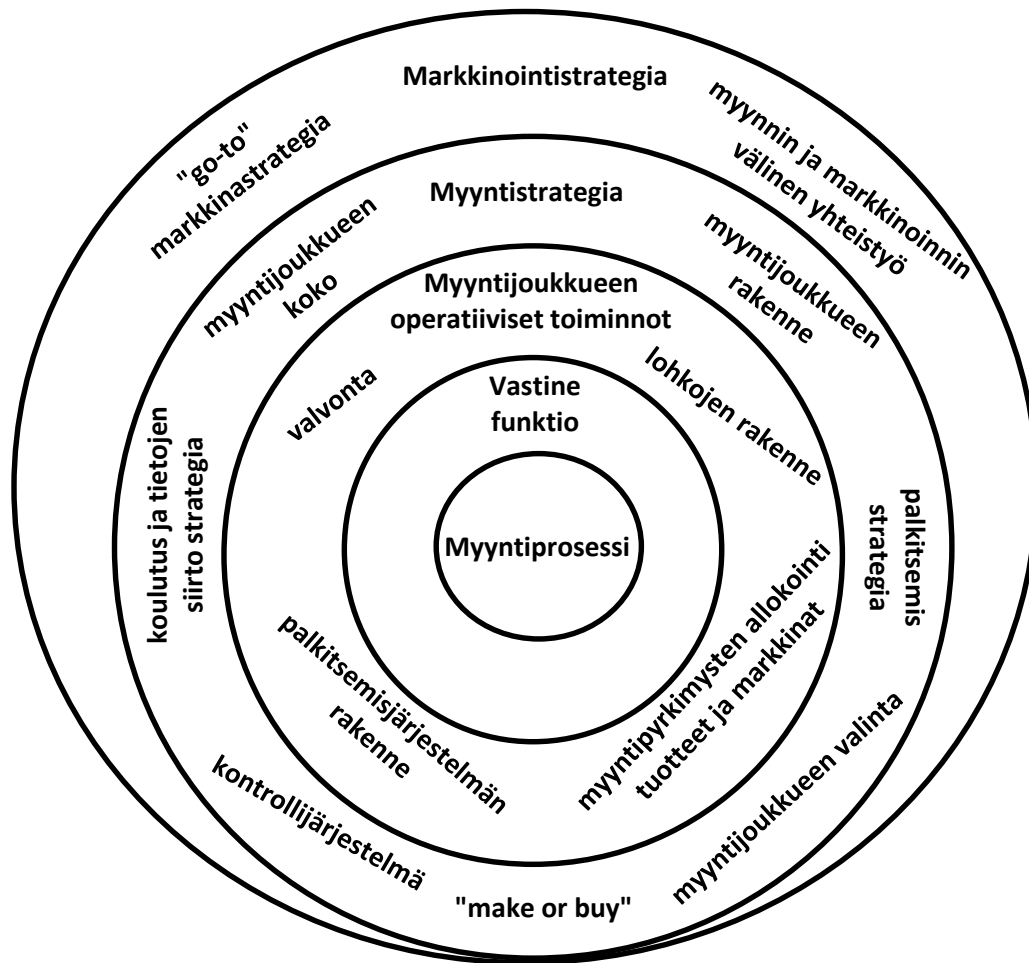 Markkinointistrategia
"go-to"
markkinastrategia
myynnin ja markkinoinnin
välinen yhteistyö
Myyntistrategia
myyntijoukkueen
koko
myyntijoukkueen
rakenne
Myyntijoukkueen
operatiiviset toiminnot
valvonta
lohkojen rakenne
Vastine
funktio
koulutus ja tietojen
siirto strategia
palkitsemis
strategia
Myyntiprosessi
palkitsemisjärjestelmän
rakenne
myyntipyrkimysten allokointi
tuotteet ja markkinat
kontrollijärjestelmä
"make or buy"
myyntijoukkueen valinta